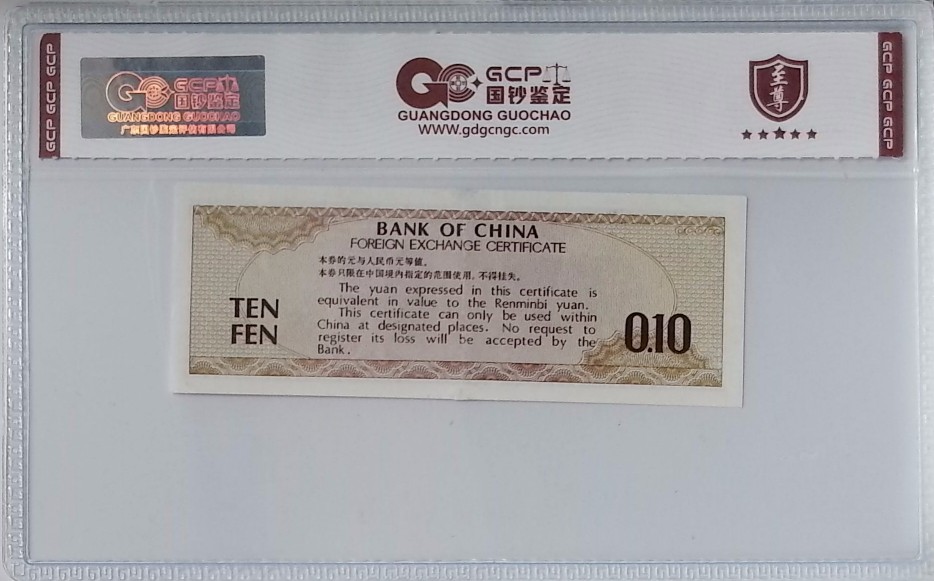 GCP GCP GCP
GCP
国钞鉴定
GUANGDONG GUOCHAO
广东国钞鉴定评估有限公司
GCP
国钞鉴定
GUANGDONG GUOCHAO
WWW.gdgcngc.com
至尊
GCP GCP GCP
BANK OF CHINA
FOREIGN EXCHANGE CERTIFICATE
本券的元与人民币元等值。
本券只限在中国境内指定的范围使用,不得挂失。
The yuan expressed in this certificate is
equivalent in value to the Renminbi yuan.
This certificate can only be used within
China at designated places. No request to
register its loss will be accepted by the
Bank.
TEN
FEN
0.10